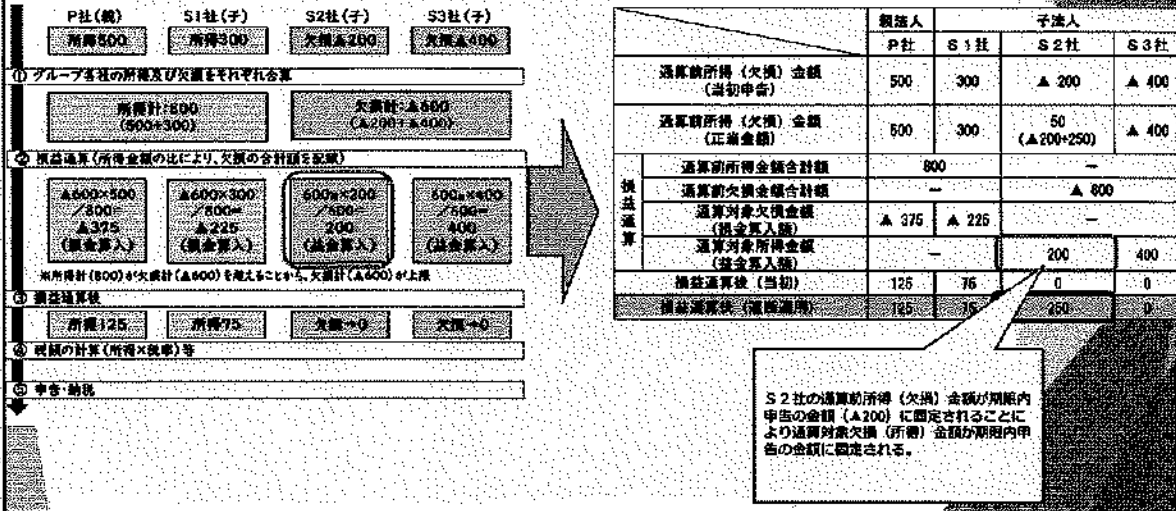 P社(親) S1社(子) S2社(子) S3社(子)
所得500 所得300 欠損▲200 欠損▲400
① グループ各社の所得及び欠損をそれぞれ合算
所得計:800
(500+300)
欠損計:▲600
(▲200+▲400)
② 損益通算(所得金額の比により、欠損の合計額を配賦)
▲600×500
/800=
▲375
(損金算入)
▲600×300
/800=
▲225
(損金算入)
600※×200
/600=
200
(益金算入)
600※×400
/600=
400
(益金算入)
※所得計(800)が欠損計(▲600)を超えることから、欠損計(▲600)が上限
③ 損益通算後
所得125 所得75 欠損→0 欠損→0
④ 税額の計算(所得×税率)等
⑤ 申告・納税
親法人 子法人
P社 S1社 S2社 S3社
通算前所得(欠損)金額
(当初申告)
500 300 ▲ 200 ▲ 400
通算前所得(欠損)金額
(正当金額)
500 300 50
(▲200+250)
▲ 400
損益通算
通算前所得金額合計額 800 ー
通算前欠損金額合計額 ー ▲ 600
通算対象欠損金額
(損金算入額)
▲ 375 ▲ 225 ー
通算対象所得金額
(益金算入額)
ー 200 400
損益通算後(当初) 125 75 0 0
損益通算後(遮断適用) 125 75 250 0
S2社の通算前所得(欠損)金額が期限内
申告の金額(▲200)に固定されることに
より通算対象欠損(所得)金額が期限内申
告の金額に固定される。